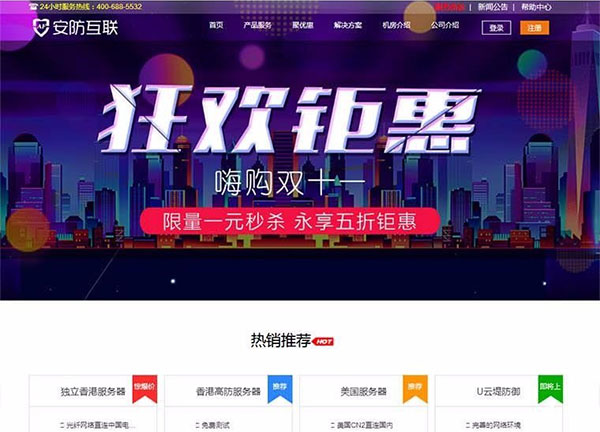 24小时服务热线：400-688-5532
| 新闻公告 | 帮助中心
安防互联
首页 产品服务 聚优惠 解决方案 机房介绍 公司介绍 登录 注册
狂欢钜惠
嗨购双十一
限量一元秒杀 永享五折钜惠
热销推荐 HOT
独立香港服务器 惊爆价
香港高防服务器 推荐
美国服务器 推荐
U云堤防御 即将上
光纤网络直连中国电...
免费测试
美国CN2直连国内
完善的网络环境